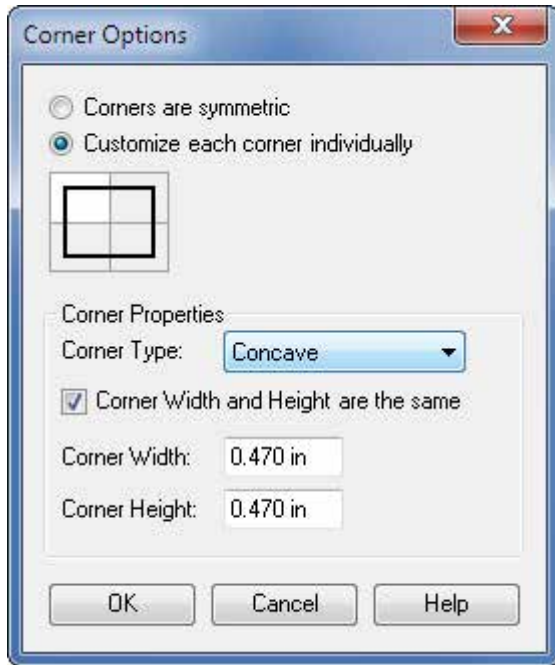 Corner Options
Corners are symmetric
Customize each corner individually
Corner Properties
Corner Type: Concave
Corner Width and Height are the same
Corner Width: 0.470 in
Corner Height: 0.470 in
OK Cancel Help